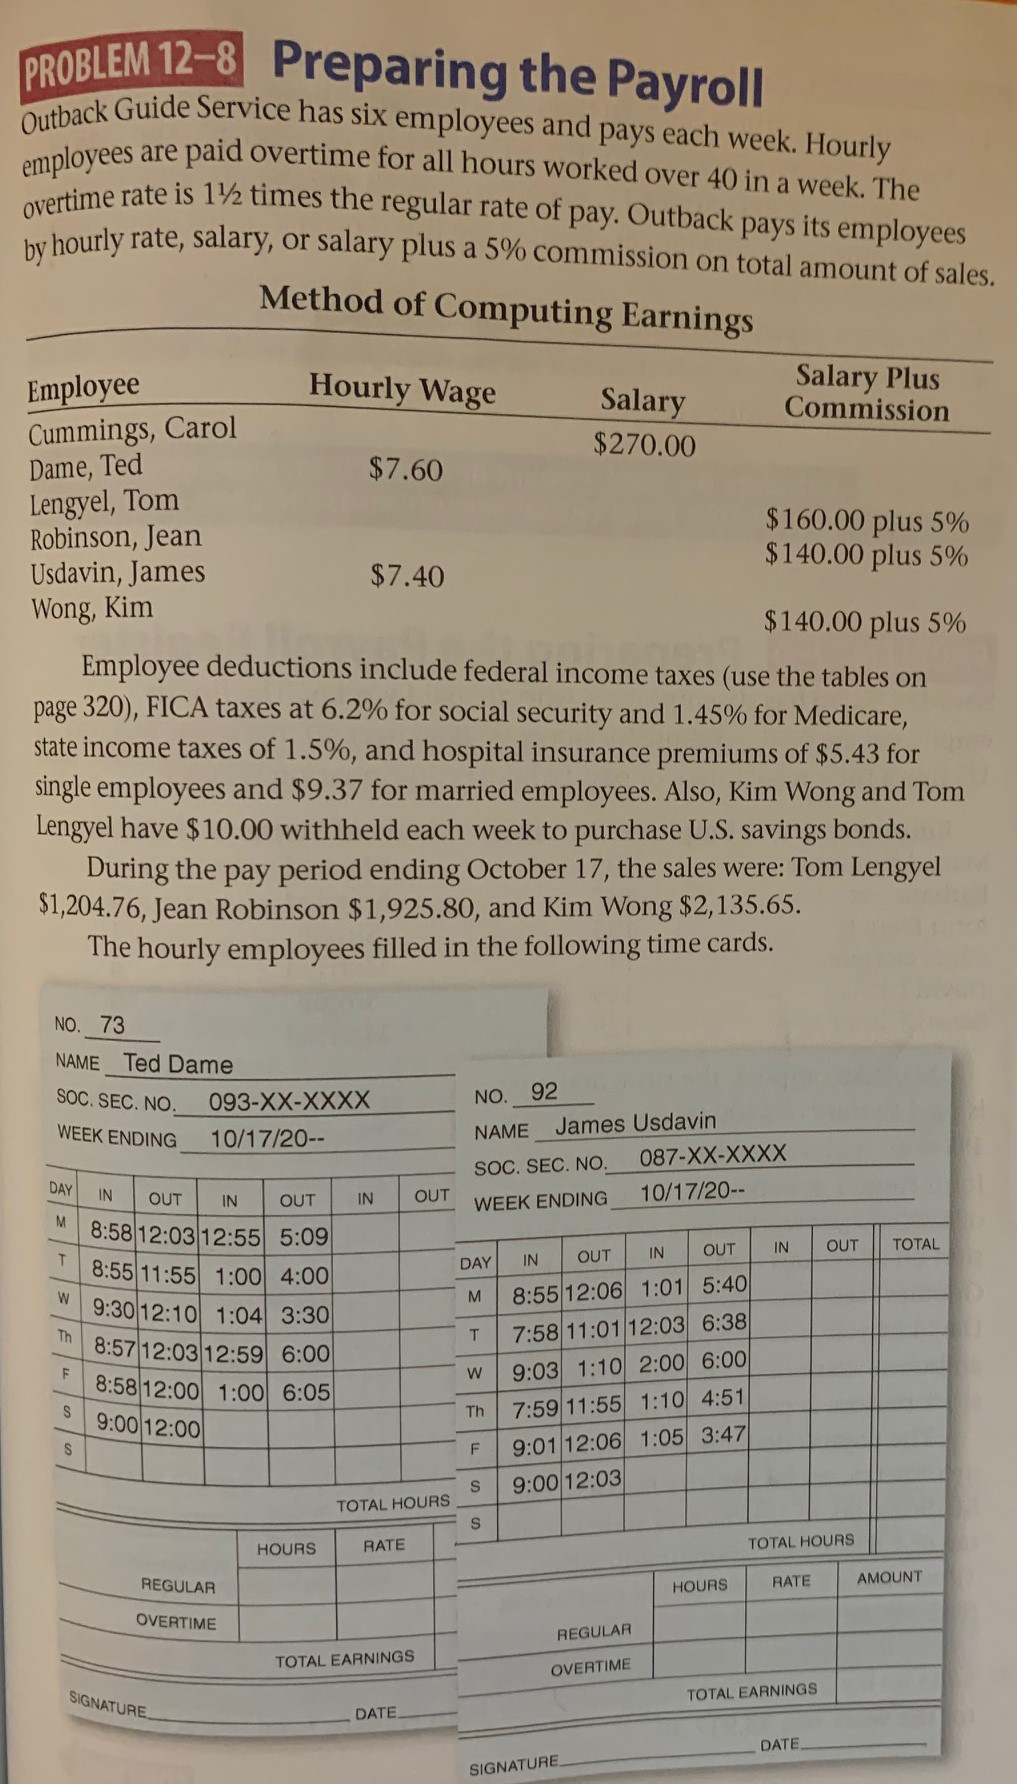 PROBLEM 12–8 Preparing the Payroll
Outback Guide Service has six employees and pays each week. Hourly
employees are paid overtime for all hours worked over 40 in a week. The
overtime rate is 1½ times the regular rate of pay. Outback pays its employees
by hourly rate, salary, or salary plus a 5% commission on total amount of sales.
Method of Computing Earnings
Employee Hourly Wage Salary Salary Plus
Commission
Cummings, Carol $270.00
Dame, Ted $7.60
Lengyel, Tom $160.00 plus 5%
Robinson, Jean $140.00 plus 5%
Usdavin, James $7.40
Wong, Kim $140.00 plus 5%
Employee deductions include federal income taxes (use the tables on
page 320), FICA taxes at 6.2% for social security and 1.45% for Medicare,
state income taxes of 1.5%, and hospital insurance premiums of $5.43 for
single employees and $9.37 for married employees. Also, Kim Wong and Tom
Lengyel have $10.00 withheld each week to purchase U.S. savings bonds.
During the pay period ending October 17, the sales were: Tom Lengyel
$1,204.76, Jean Robinson $1,925.80, and Kim Wong $2,135.65.
The hourly employees filled in the following time cards.
NO. 73
NAME Ted Dame
SOC. SEC. NO. 093-XX-XXXX
WEEK ENDING 10/17/20--
DAY IN OUT IN OUT IN OUT
M 8:58 12:03 12:55 5:09
T 8:55 11:55 1:00 4:00
W 9:30 12:10 1:04 3:30
Th 8:57 12:03 12:59 6:00
F 8:58 12:00 1:00 6:05
S 9:00 12:00
S
TOTAL HOURS
HOURS RATE
REGULAR
OVERTIME
TOTAL EARNINGS
SIGNATURE DATE
NO. 92
NAME James Usdavin
SOC. SEC. NO. 087-XX-XXXX
WEEK ENDING 10/17/20--
DAY IN OUT IN OUT IN OUT TOTAL
M 8:55 12:06 1:01 5:40
T 7:58 11:01 12:03 6:38
W 9:03 1:10 2:00 6:00
Th 7:59 11:55 1:10 4:51
F 9:01 12:06 1:05 3:47
S 9:00 12:03
S
TOTAL HOURS
HOURS RATE AMOUNT
REGULAR
OVERTIME
TOTAL EARNINGS
SIGNATURE DATE